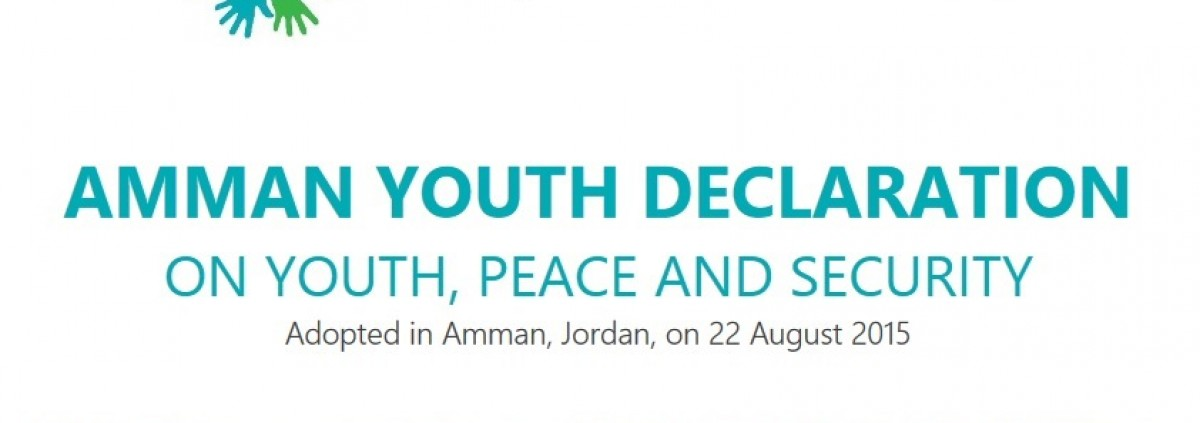 AMMAN YOUTH DECLARATION
ON YOUTH, PEACE AND SECURITY
Adopted in Amman, Jordan, on 22 August 2015